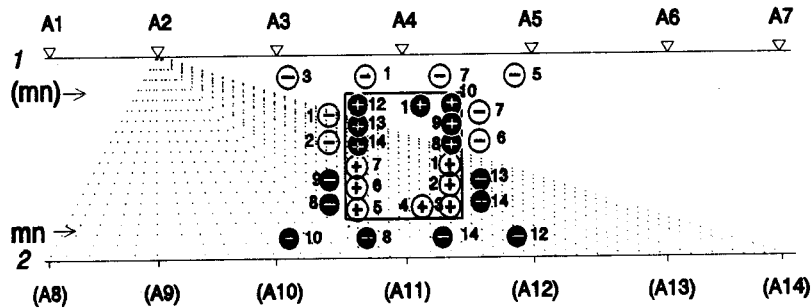 A1 A2 A3 A4 A5 A6 A7
1
3 1 7 5
(mn)
10
12 1
1 13 9 7
2 14 8 6
7 1
9 6 2 13
8 5 4 3 14
mn
10 8 14 12
2
(A8) (A9) (A10) (A11) (A12) (A13) (A14)